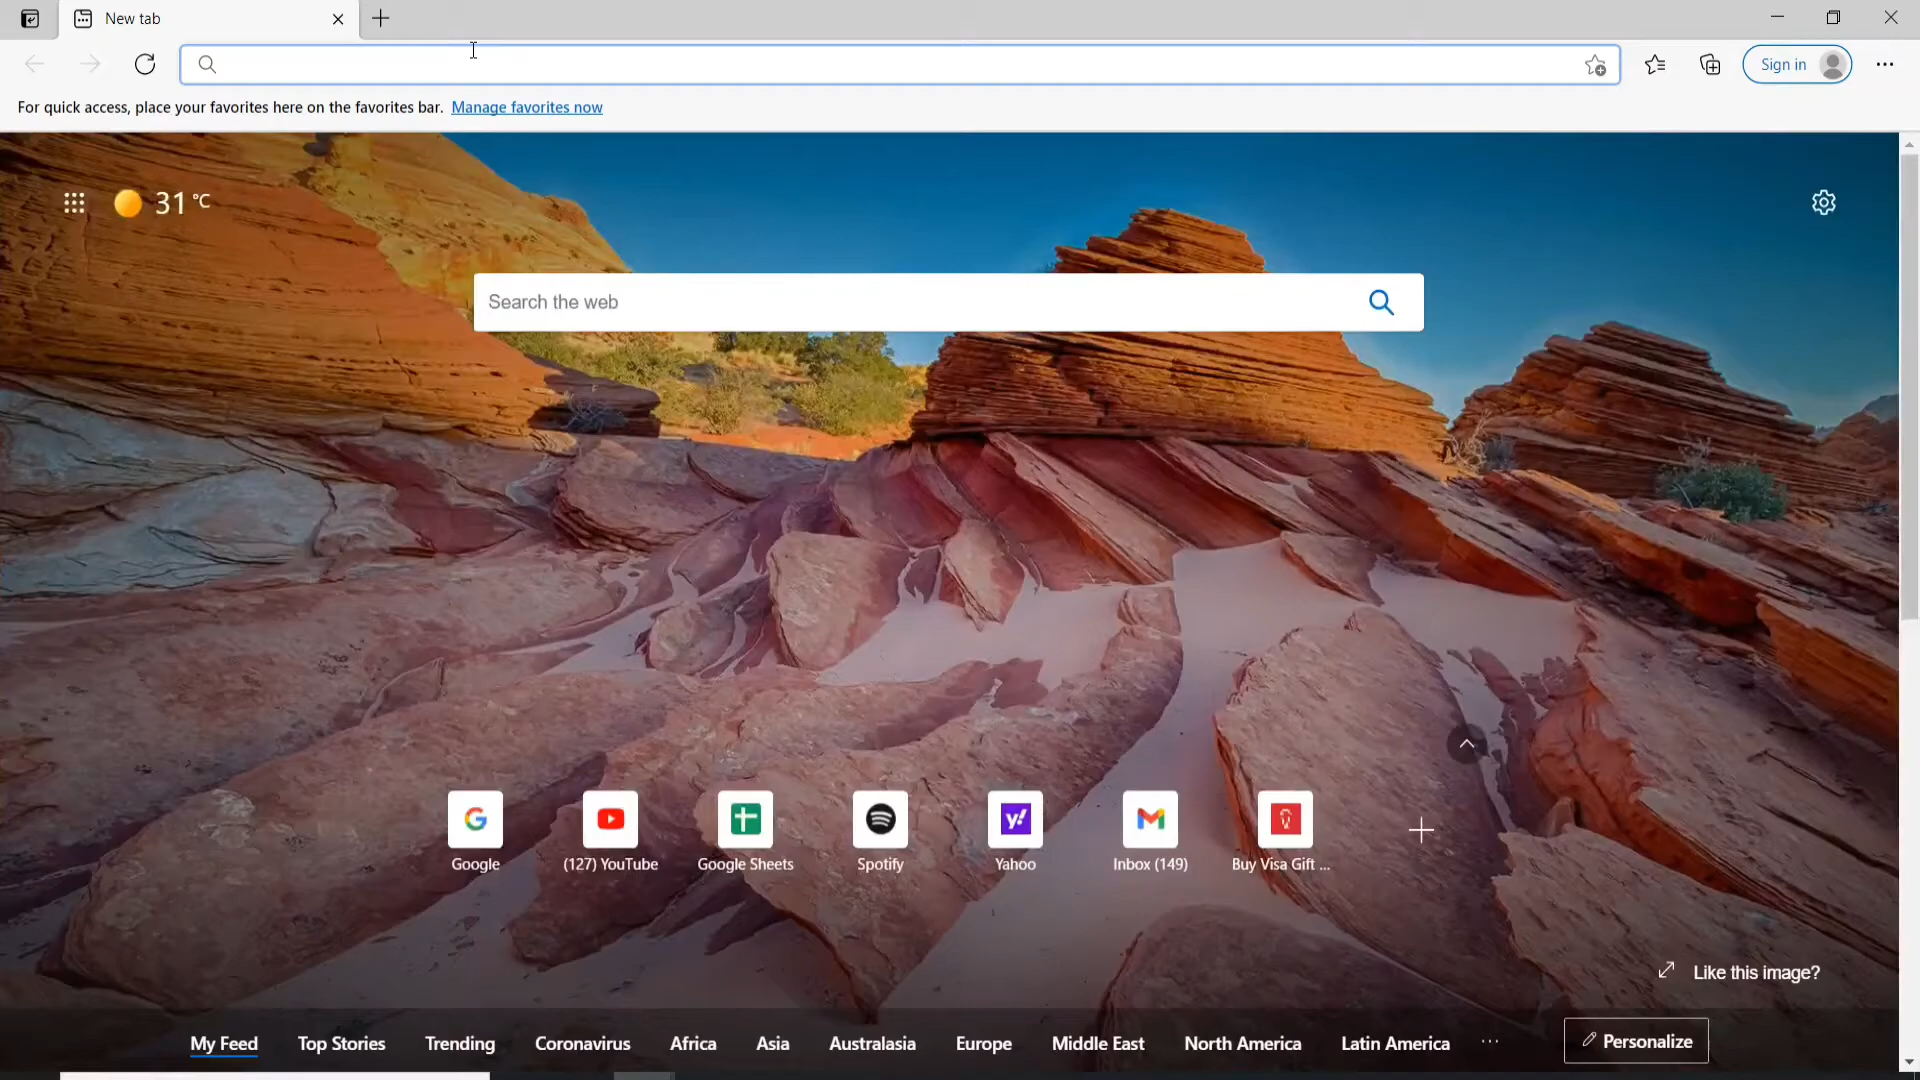 New tab
Sign in
For quick access, place your favorites here on the favorites bar. Manage favorites now
31 °C
Search the web
Google
(127) YouTube
Google Sheets
Spotify
Yahoo
Inbox (149)
Buy Visa Gift ...
Like this image?
My Feed
Top Stories
Trending
Coronavirus
Africa
Asia
Australasia
Europe
Middle East
North America
Latin America
...
Personalize